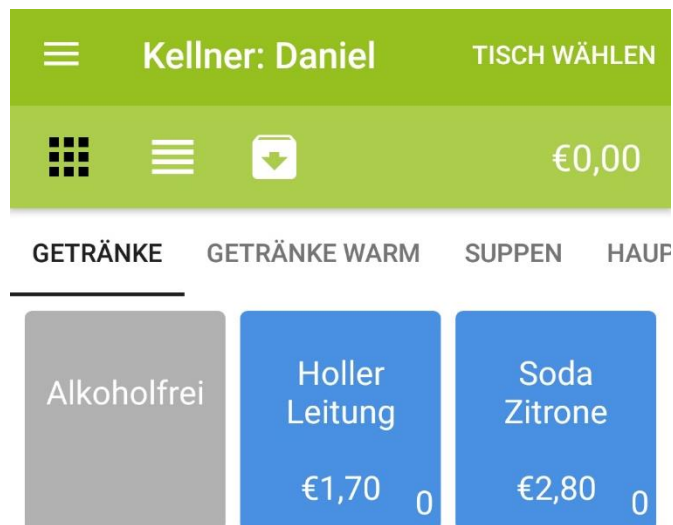 Kellner: Daniel TISCH WÄHLEN
€0,00
GETRÄNKE GETRÄNKE WARM SUPPEN HAUP
Alkoholfrei
Holler
Leitung
€1,70 0
Soda
Zitrone
€2,80 0